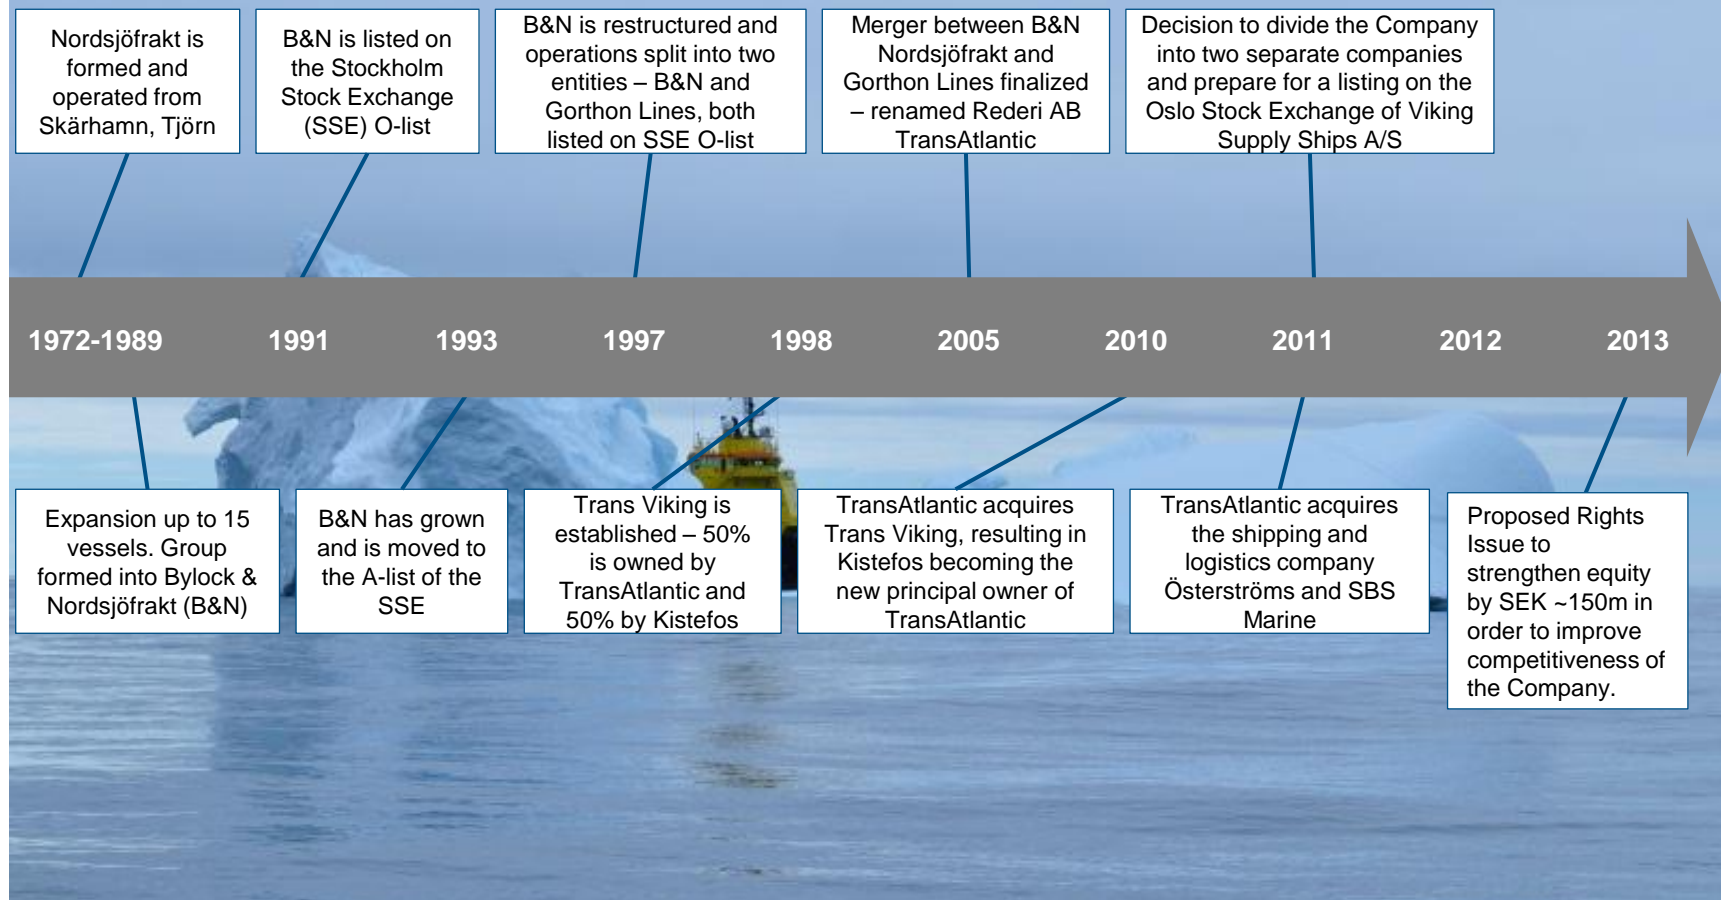 Nordsjöfrakt is
formed and
operated from
Skärhamn, Tjörn
B&N is listed on
the Stockholm
Stock Exchange
(SSE) O-list
B&N is restructured and
operations split into two
entities – B&N and
Gorthon Lines, both
listed on SSE O-list
Merger between B&N
Nordsjöfrakt and
Gorthon Lines finalized
– renamed Rederi AB
TransAtlantic
Decision to divide the Company
into two separate companies
and prepare for a listing on the
Oslo Stock Exchange of Viking
Supply Ships A/S
1972-1989 1991 1993 1997 1998 2005 2010 2011 2012 2013
Expansion up to 15
vessels. Group
formed into Bylock &
Nordsjöfrakt (B&N)
B&N has grown
and is moved to
the A-list of the
SSE
Trans Viking is
established – 50%
is owned by
TransAtlantic and
50% by Kistefos
TransAtlantic acquires
Trans Viking, resulting in
Kistefos becoming the
new principal owner of
TransAtlantic
TransAtlantic acquires
the shipping and
logistics company
Österströms and SBS
Marine
Proposed Rights
Issue to
strengthen equity
by SEK ~150m in
order to improve
competitiveness of
the Company.